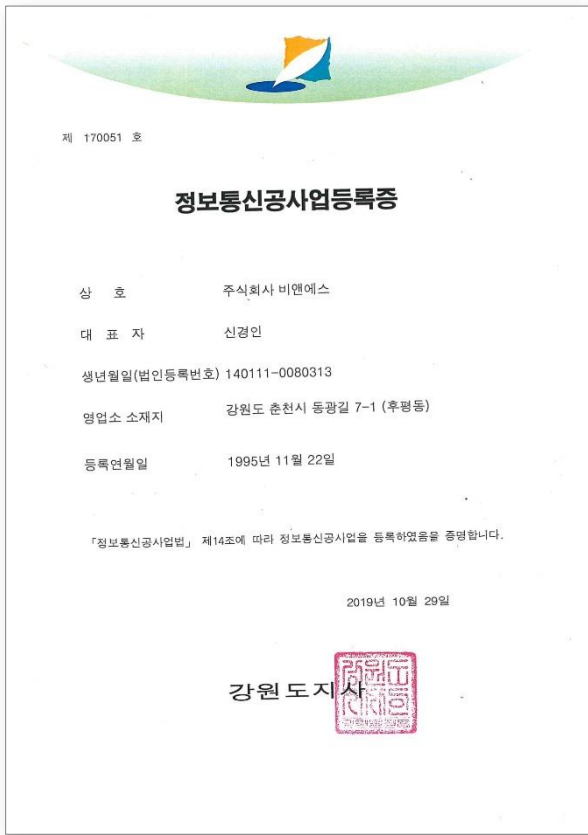 제 170051 호
정보통신공사업등록증
상 호 주식회사 비앤에스
대 표 자 신경인
생년월일(법인등록번호) 140111-0080313
영업소 소재지 강원도 춘천시 동광길 7-1 (후평동)
등록연월일 1995년 11월 22일
「정보통신공사업법」 제14조에 따라 정보통신공사업을 등록하였음을 증명합니다.
2019년 10월 29일
강원도지사